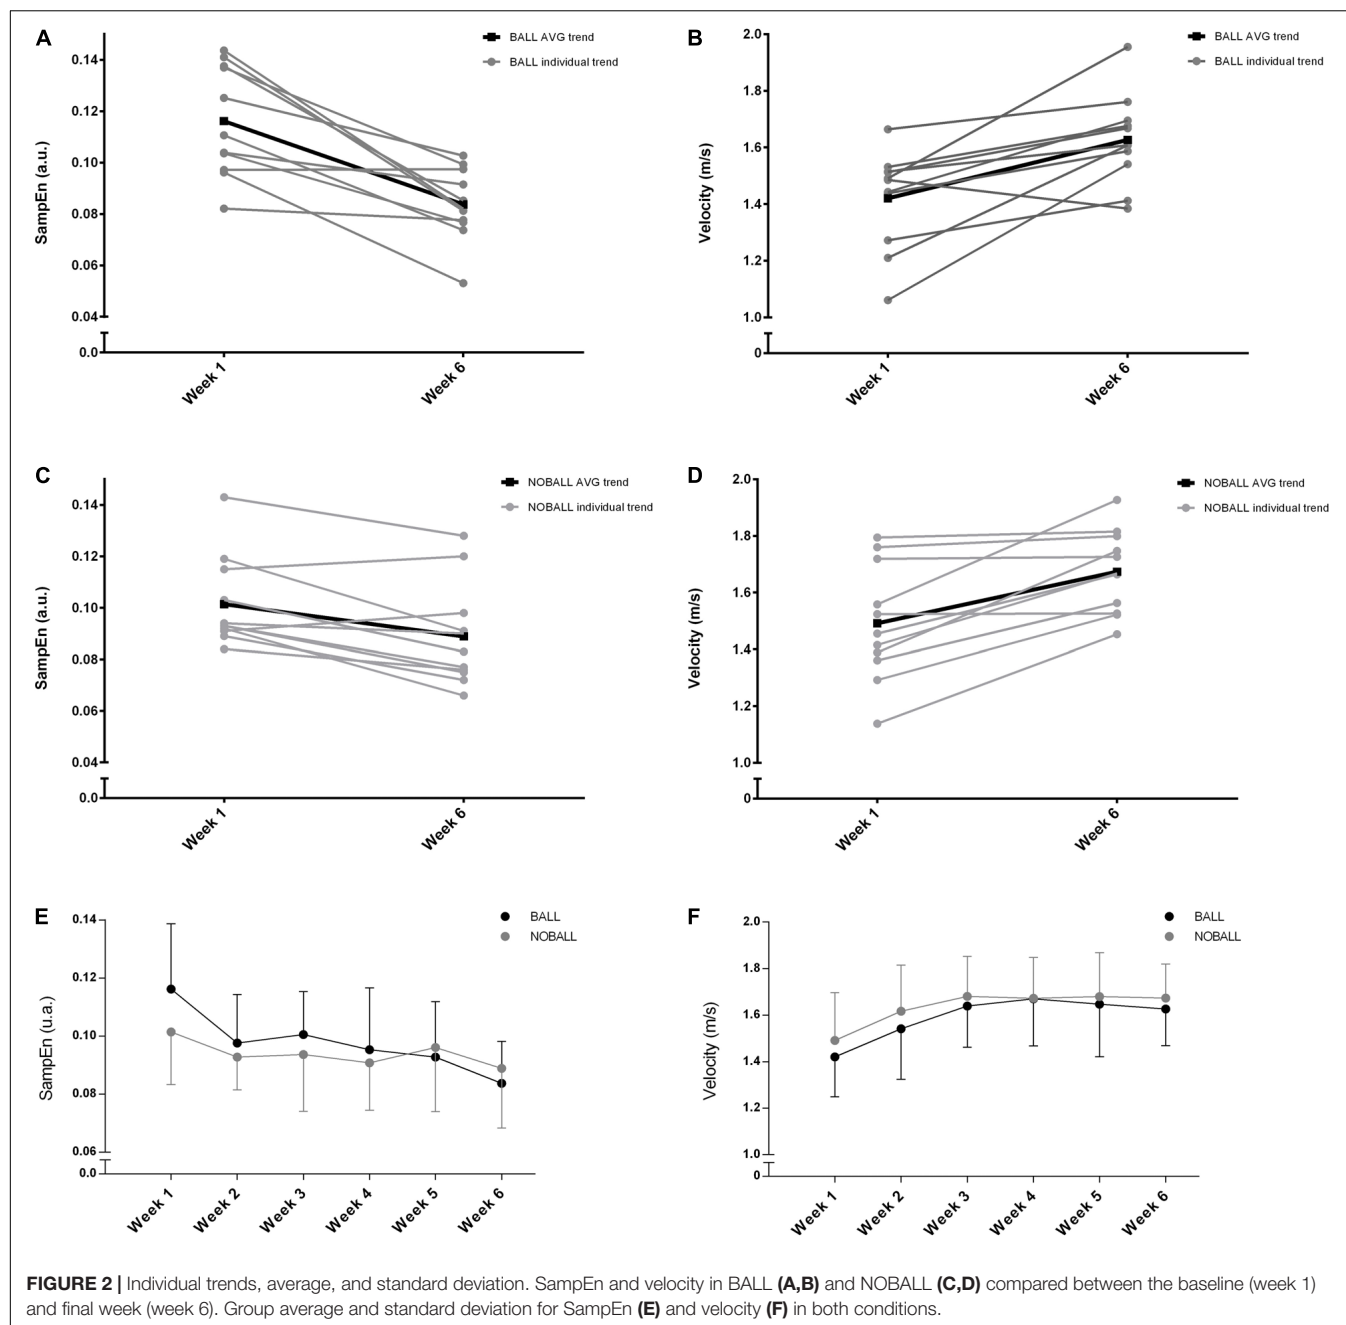 A
BALL AVG trend
BALL individual trend
SampEn (a.u.)
0.14
0.12
0.10
0.08
0.06
0.04
0.0
Week 1
Week 6
B
BALL AVG trend
BALL individual trend
Velocity (m/s)
2.0
1.8
1.6
1.4
1.2
1.0
0
Week 1
Week 6
C
NOBALL AVG trend
NOBALL individual trend
SampEn (a.u.)
0.14
0.12
0.10
0.08
0.06
0.04
0.0
Week 1
Week 6
D
NOBALL AVG trend
NOBALL individual trend
Velocity (m/s)
2.0
1.8
1.6
1.4
1.2
1.0
0
Week 1
Week 6
E
BALL
NOBALL
SampEn (u.a.)
0.14
0.12
0.10
0.08
0.06
0.0
Week 1
Week 2
Week 3
Week 4
Week 5
Week 6
F
BALL
NOBALL
Velocity (m/s)
2.0
1.8
1.6
1.4
1.2
1.0
0
Week 1
Week 2
Week 3
Week 4
Week 5
Week 6
FIGURE 2 | Individual trends, average, and standard deviation. SampEn and velocity in BALL (A,B) and NOBALL (C,D) compared between the baseline (week 1)
and final week (week 6). Group average and standard deviation for SampEn (E) and velocity (F) in both conditions.